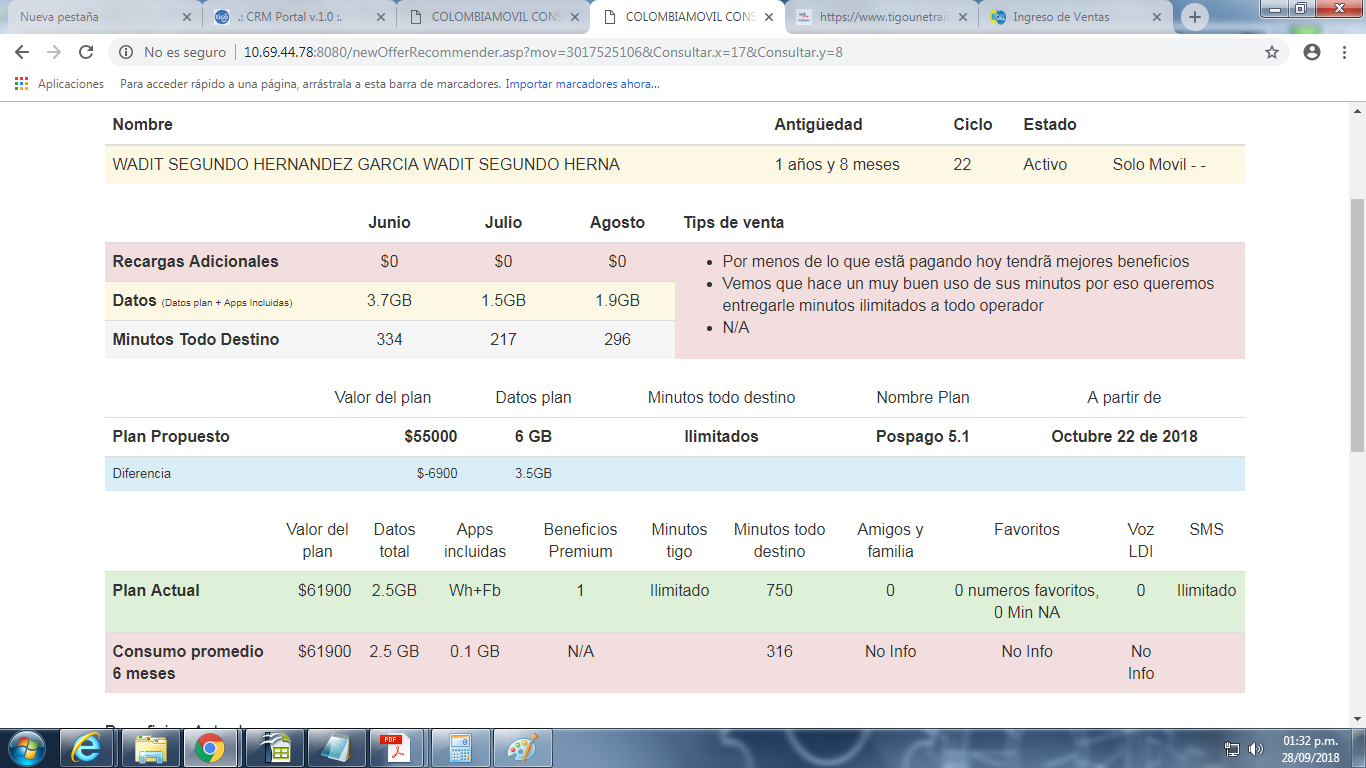 Nueva pestaña
.: CRM Portal v.1.0 :.
COLOMBIAMOVIL CONS
COLOMBIAMOVIL CONS
https://www.tigounetrai
Ingreso de Ventas
No es seguro 10.69.44.78:8080/newOfferRecommender.asp?mov=3017525106&Consultar.x=17&Consultar.y=8
Aplicaciones Para acceder rápido a una página, arrástrala a esta barra de marcadores. Importar marcadores ahora...
Nombre Antigüedad Ciclo Estado
WADIT SEGUNDO HERNANDEZ GARCIA WADIT SEGUNDO HERNA 1 años y 8 meses 22 Activo Solo Movil - -
Junio Julio Agosto Tips de venta
Recargas Adicionales $0 $0 $0
Datos (Datos plan + Apps Incluidas) 3.7GB 1.5GB 1.9GB
Minutos Todo Destino 334 217 296
• Por menos de lo que estã pagando hoy tendrã mejores beneficios
• Vemos que hace un muy buen uso de sus minutos por eso queremos
entregarle minutos ilimitados a todo operador
• N/A
Valor del plan Datos plan Minutos todo destino Nombre Plan A partir de
Plan Propuesto $55000 6 GB Ilimitados Pospago 5.1 Octubre 22 de 2018
Diferencia $-6900 3.5GB
Valor del Datos Apps Beneficios Minutos Minutos todo Amigos y Favoritos Voz SMS
plan total incluidas Premium tigo destino familia LDI
Plan Actual $61900 2.5GB Wh+Fb 1 Ilimitado 750 0 0 numeros favoritos, 0 Ilimitado
0 Min NA
Consumo promedio $61900 2.5 GB 0.1 GB N/A 316 No Info No Info No
6 meses Info
PDF
01:32 p.m.
28/09/2018